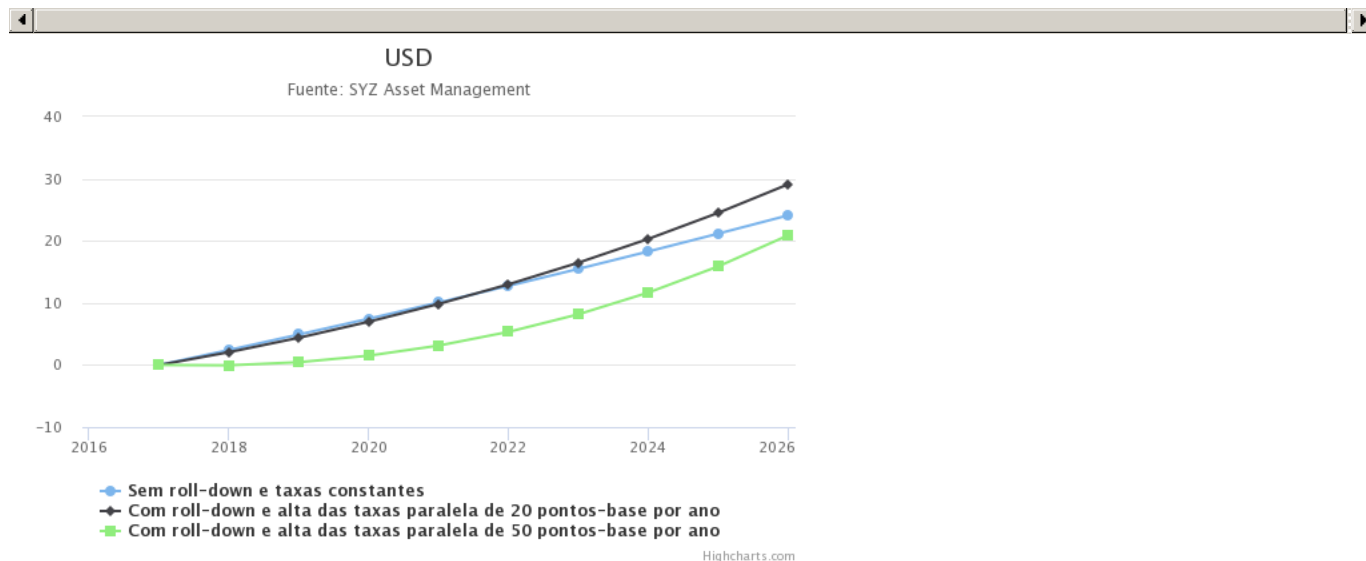 USD
Fuente: SYZ Asset Management
40
30
20
10
0
-10
2016 2018 2020 2022 2024 2026
Sem roll-down e taxas constantes
Com roll-down e alta das taxas paralela de 20 pontos-base por ano
Com roll-down e alta das taxas paralela de 50 pontos-base por ano
Highcharts.com